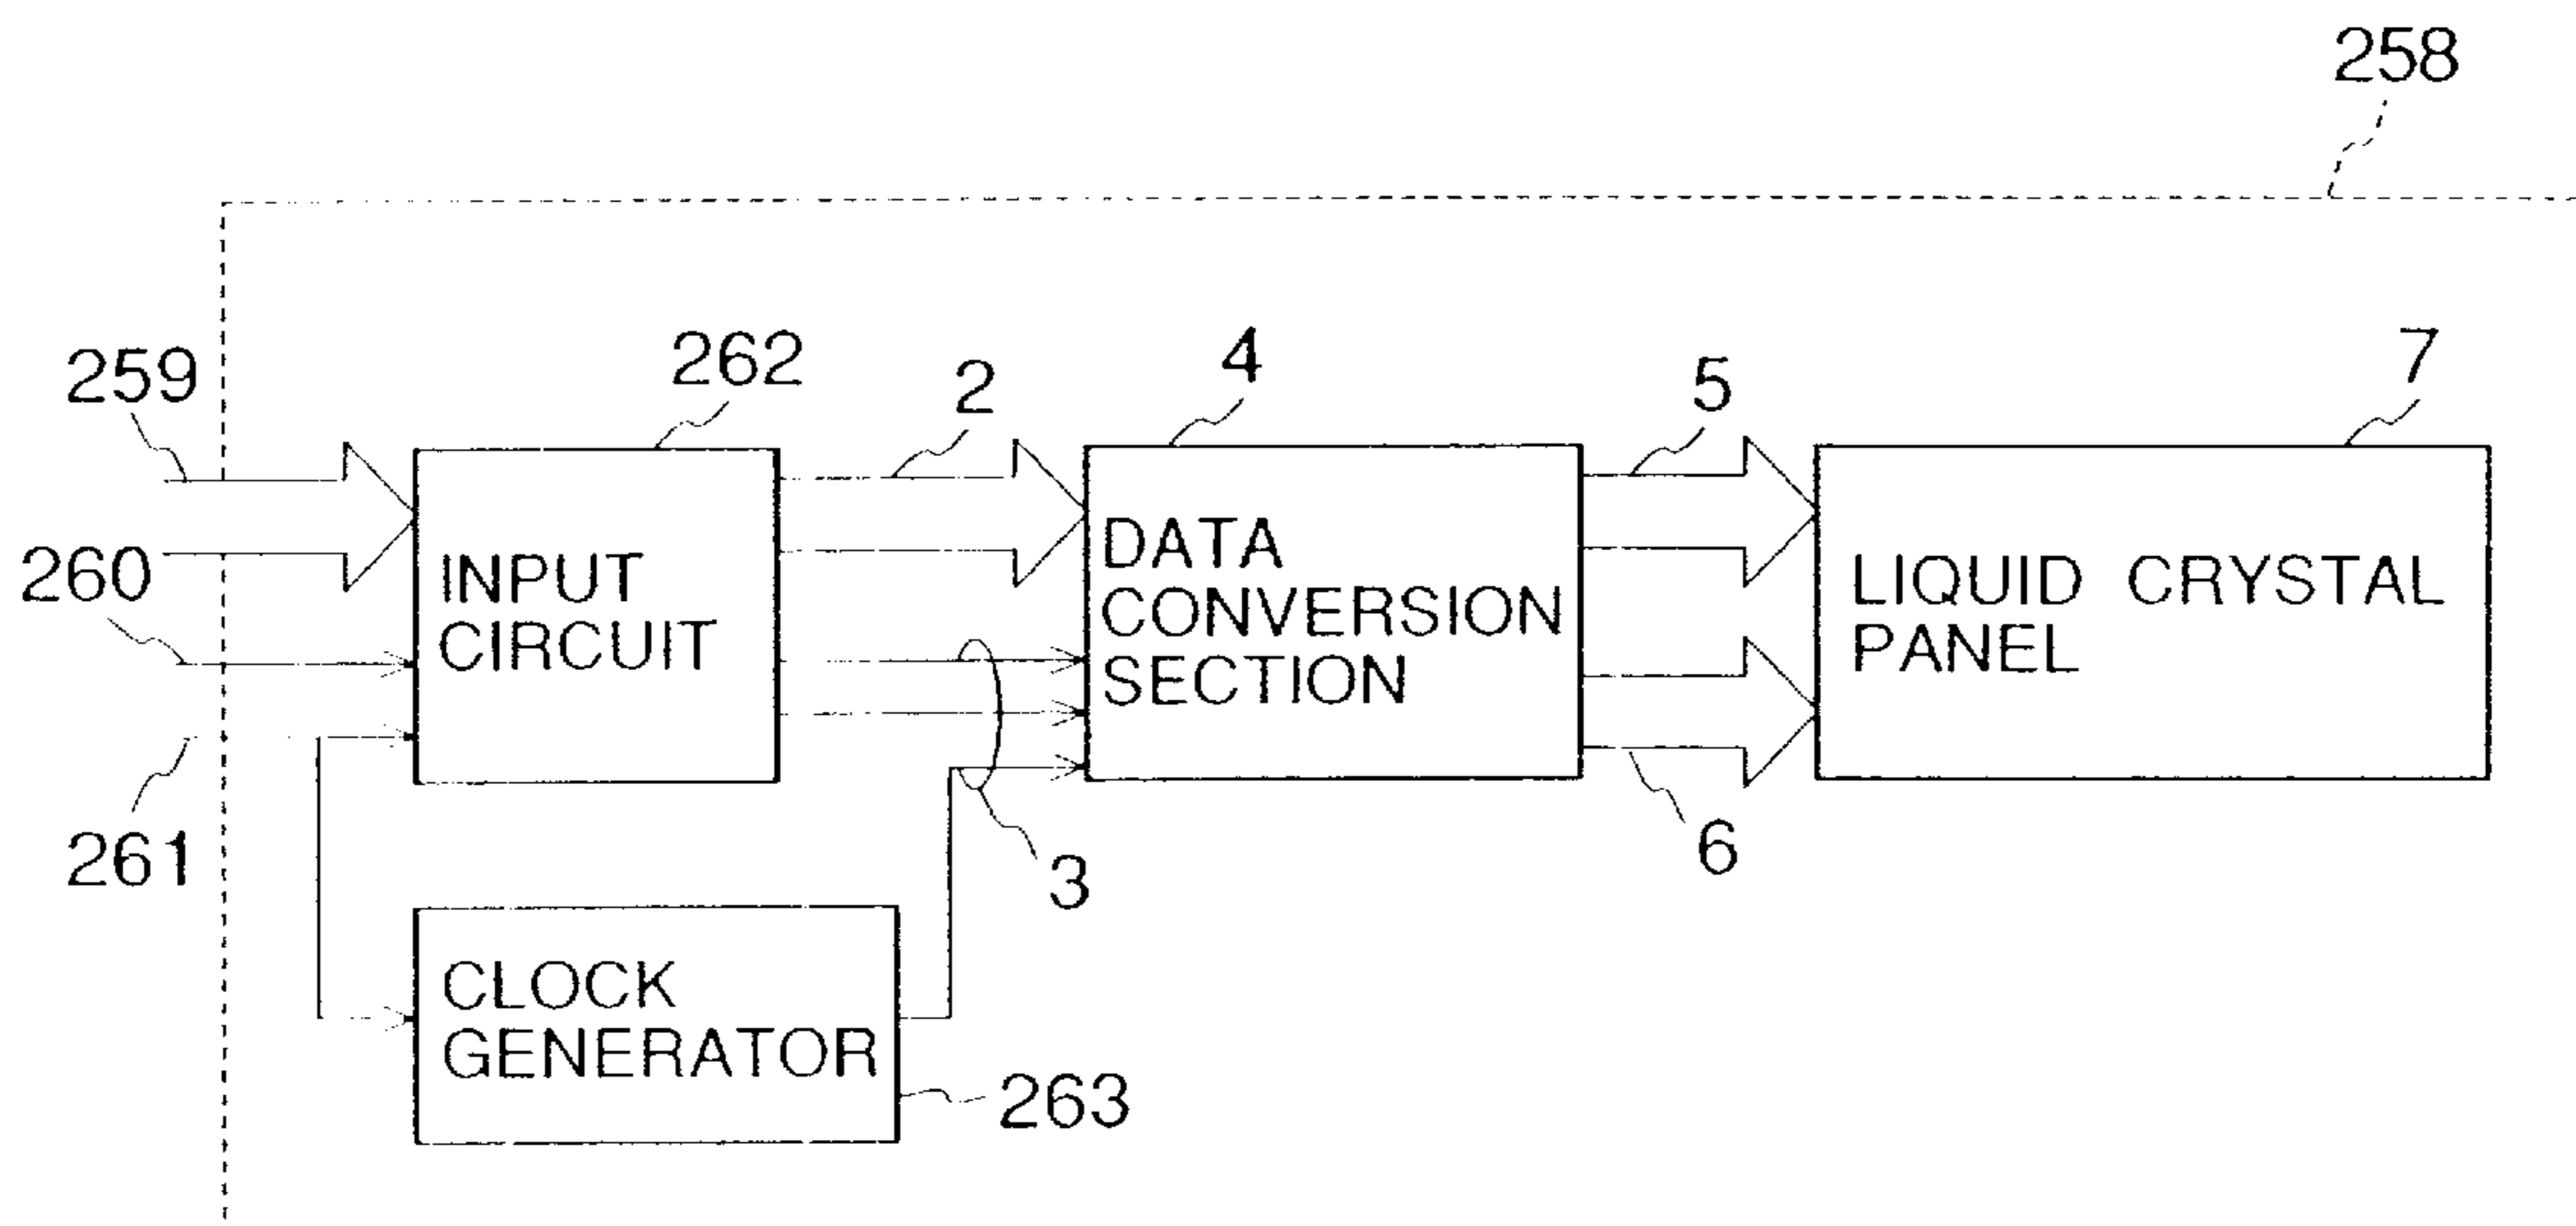 258
259
262
2
4
5
7
260
INPUT
CIRCUIT
DATA
CONVERSION
SECTION
LIQUID CRYSTAL
PANEL
261
3
6
CLOCK
GENERATOR
263